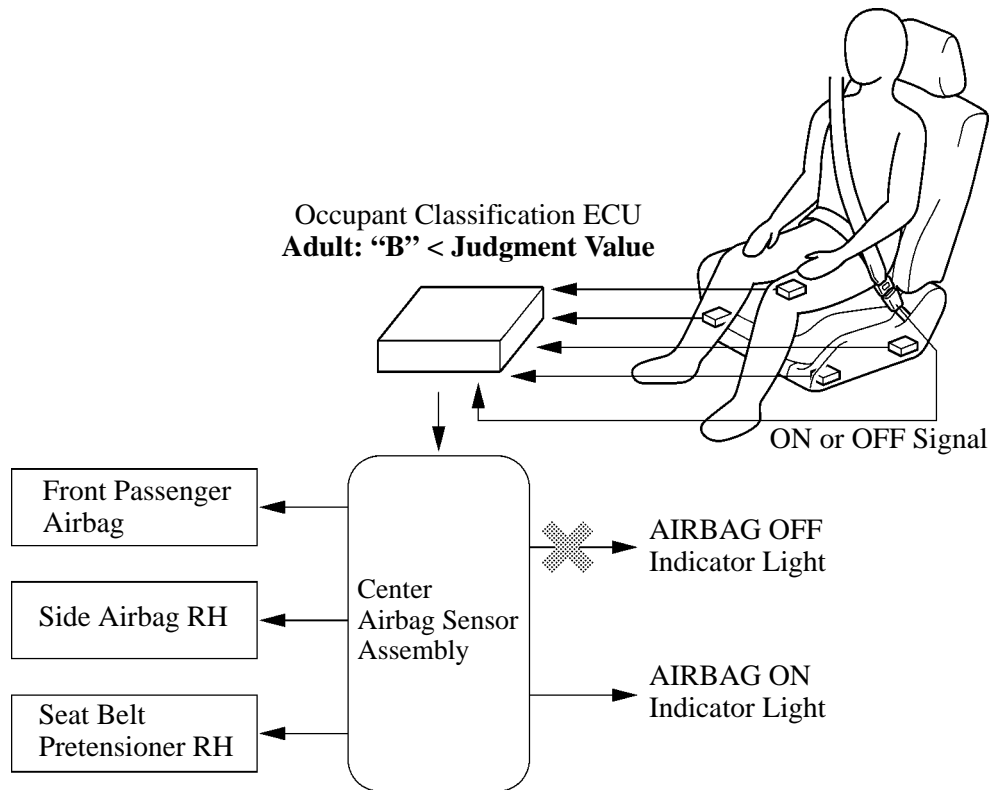 Occupant Classification ECU
Adult: “B” < Judgment Value
ON or OFF Signal
Front Passenger
Airbag
Side Airbag RH
Seat Belt
Pretensioner RH
Center
Airbag Sensor
Assembly
AIRBAG OFF
Indicator Light
AIRBAG ON
Indicator Light